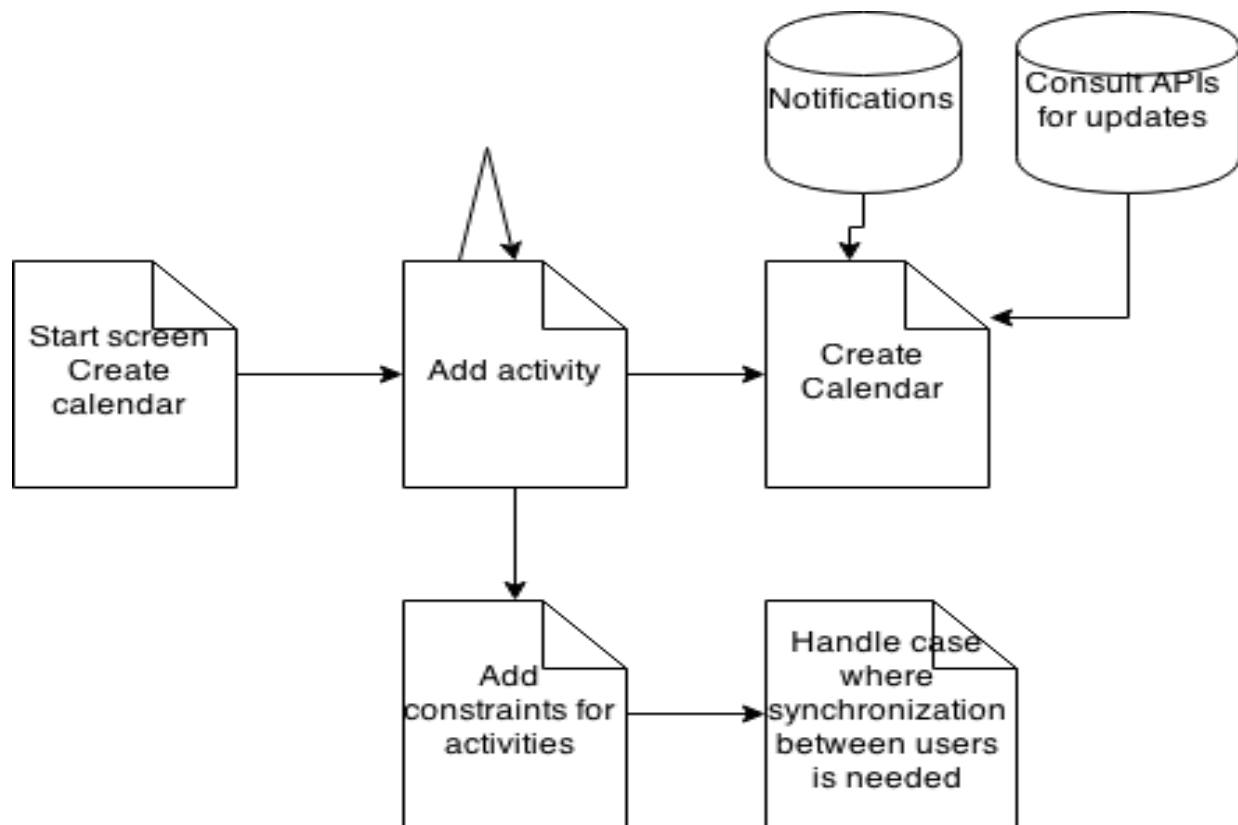 Notifications
Consult APIs
for updates
Start screen
Create
calendar
Add activity
Create
Calendar
Add
constraints for
activities
Handle case
where
synchronization
between users
is needed